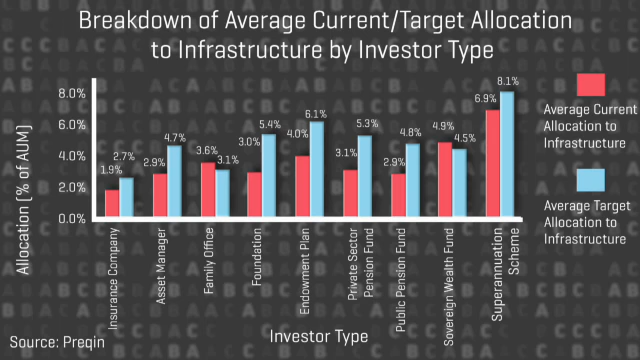 Breakdown of Average Current/Target Allocation
to Infrastructure by Investor Type
Allocation (% of AUM)
8.0%
6.0%
4.0%
2.0%
0.0%
1.9%
2.7%
2.9%
4.7%
3.6%
3.1%
3.0%
5.4%
4.0%
6.1%
3.1%
5.3%
2.9%
4.8%
4.9%
4.5%
6.9%
8.1%
Average Current
Allocation to
Infrastructure
Average Target
Allocation to
Infrastructure
Insurance Company
Asset Manager
Family Office
Foundation
Endowment Plan
Private Sector
Pension Fund
Public Pension Fund
Sovereign Wealth Fund
Superannuation
Scheme
Investor Type
Source: Preqin